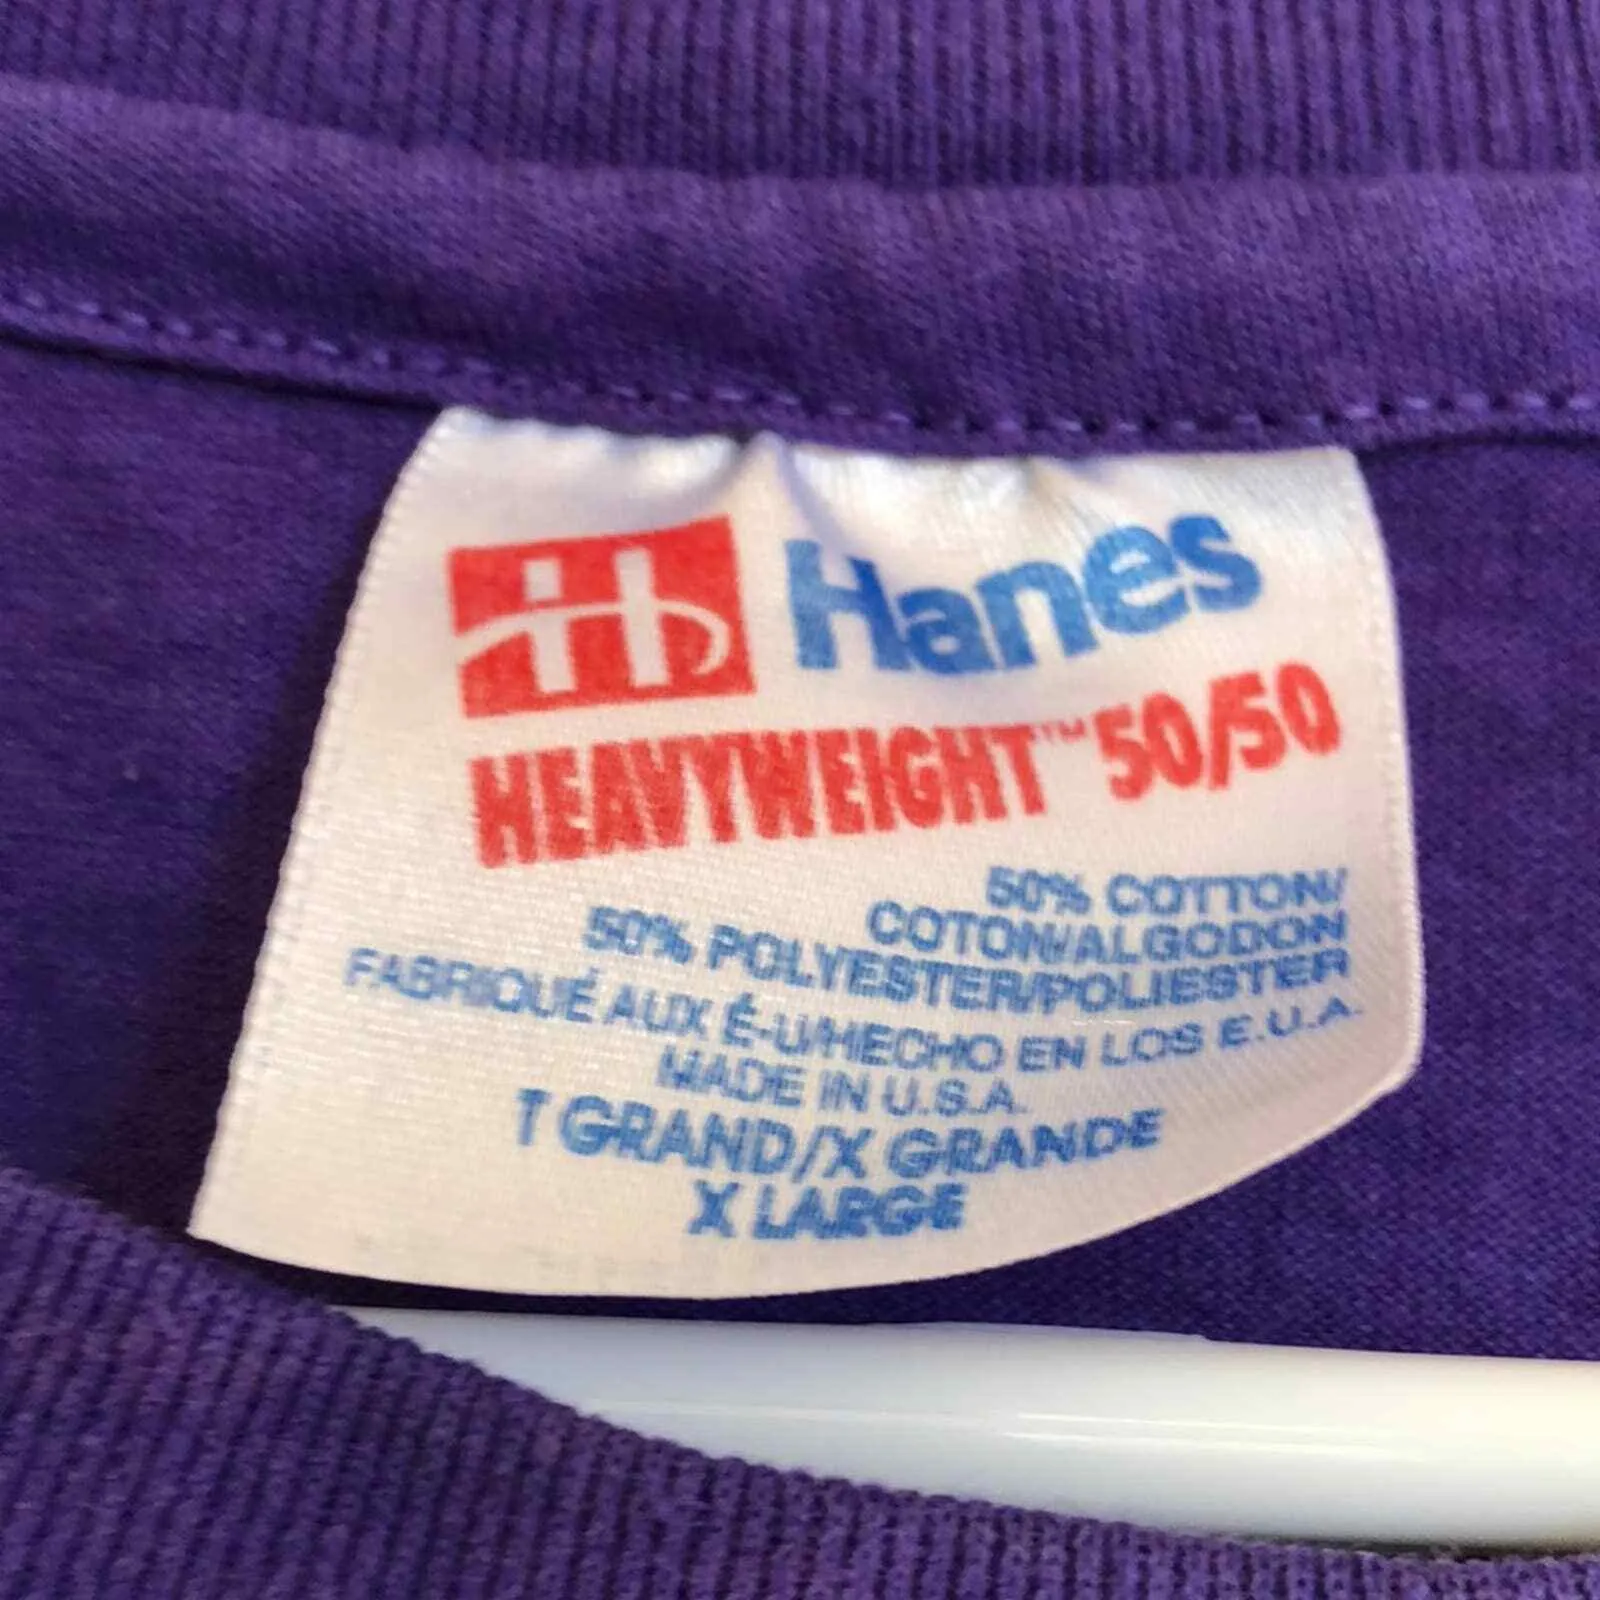 Hanes
HEAVYWEIGHT™ 50/50
50% COTTON/
COTON/ALGODON
50% POLYESTER/POLIESTER
FABRIQUÉ AUX É-U/HECHO EN LOS E.U.A.
MADE IN U.S.A.
T GRAND/X GRANDE
X LARGE